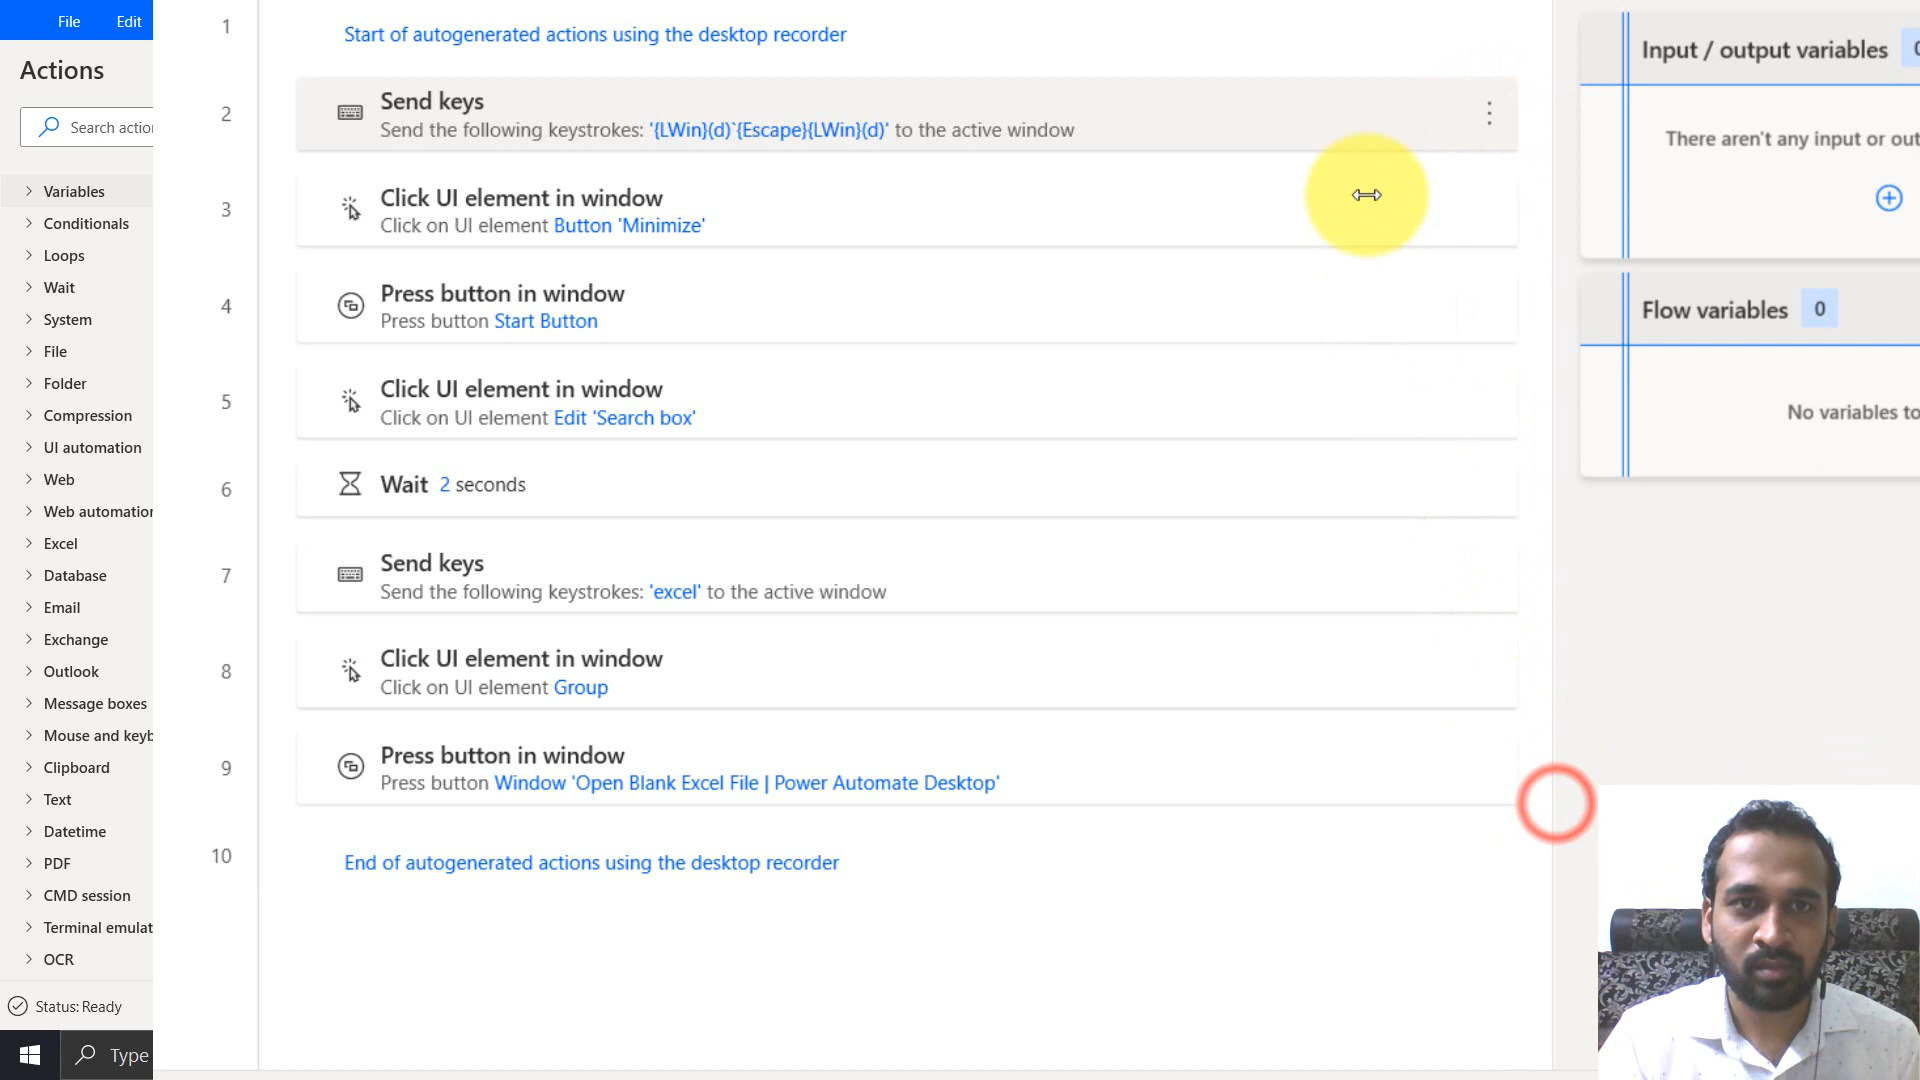 File Edit
Actions
Search action
Variables
Conditionals
Loops
Wait
System
File
Folder
Compression
UI automation
Web
Web automation
Excel
Database
Email
Exchange
Outlook
Message boxes
Mouse and keyb
Clipboard
Text
Datetime
PDF
CMD session
Terminal emulat
OCR
Status: Ready
Type
1 Start of autogenerated actions using the desktop recorder
2 Send keys
Send the following keystrokes: '{LWin}(d)`{Escape}{LWin}(d)' to the active window
3 Click UI element in window
Click on UI element Button 'Minimize'
4 Press button in window
Press button Start Button
5 Click UI element in window
Click on UI element Edit 'Search box'
6 Wait 2 seconds
7 Send keys
Send the following keystrokes: 'excel' to the active window
8 Click UI element in window
Click on UI element Group
9 Press button in window
Press button Window 'Open Blank Excel File | Power Automate Desktop'
10 End of autogenerated actions using the desktop recorder
Input / output variables 0
There aren't any input or out
Flow variables 0
No variables to